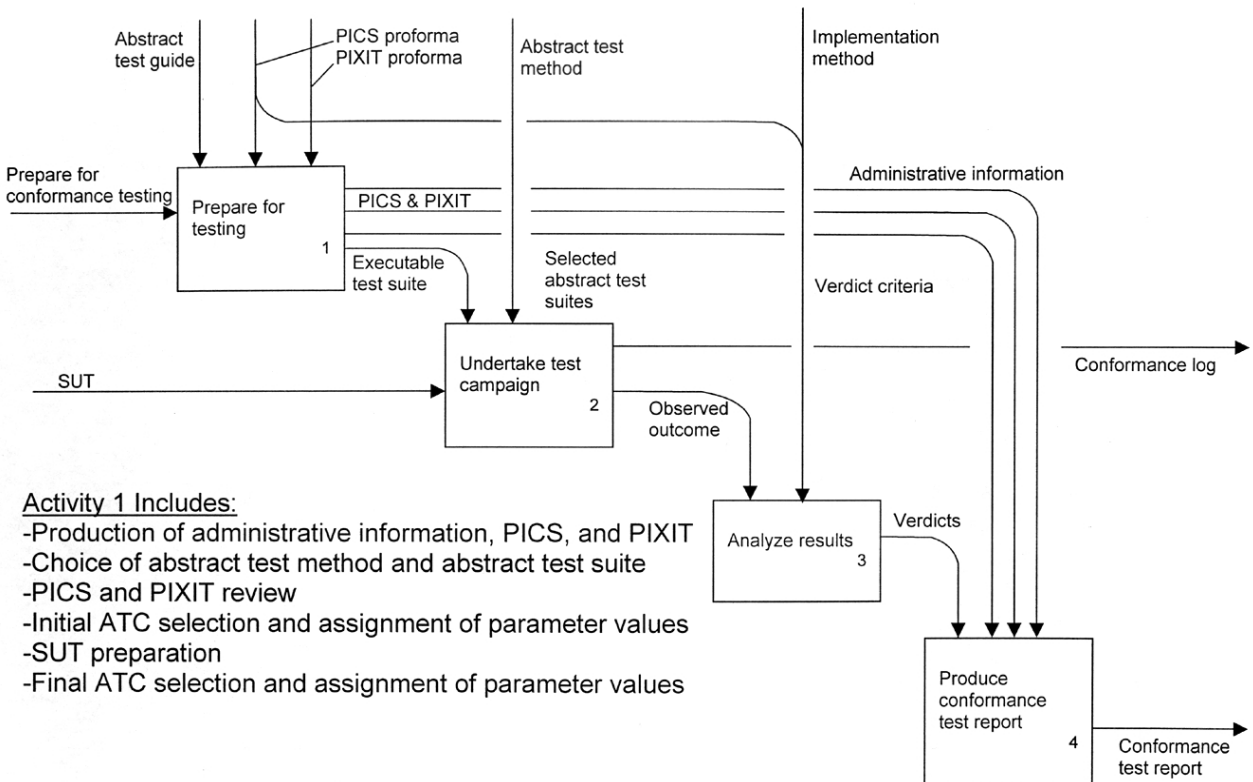 Abstract
test guide
PICS proforma
PIXIT proforma
Abstract test
method
Implementation
method
Prepare for
conformance testing
Prepare for
testing
1
PICS & PIXIT
Administrative information
Executable
test suite
Selected
abstract test
suites
Verdict criteria
Undertake test
campaign
2
SUT
Conformance log
Observed
outcome
Activity 1 Includes:
-Production of administrative information, PICS, and PIXIT
-Choice of abstract test method and abstract test suite
-PICS and PIXIT review
-Initial ATC selection and assignment of parameter values
-SUT preparation
-Final ATC selection and assignment of parameter values
Analyze results
3
Verdicts
Produce
conformance
test report
4
Conformance
test report